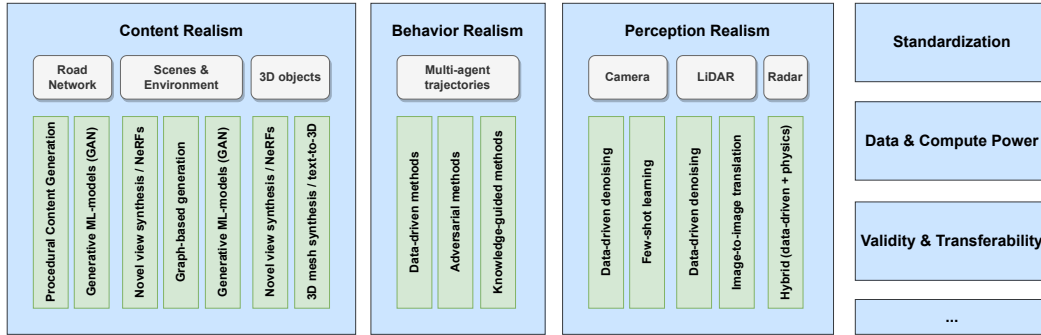 Content Realism
Road
Network
Scenes &
Environment
3D objects
Procedural Content Generation
Generative ML-models (GAN)
Novel view synthesis / NeRFs
Graph-based generation
Generative ML-models (GAN)
Novel view synthesis / NeRFs
3D mesh synthesis / text-to-3D
Behavior Realism
Multi-agent
trajectories
Data-driven methods
Adversarial methods
Knowledge-guided methods
Perception Realism
Camera
LiDAR
Radar
Data-driven denoising
Few-shot learning
Data-driven denoising
Image-to-image translation
Hybrid (data-driven + physics)
Standardization
Data & Compute Power
Validity & Transferability
...